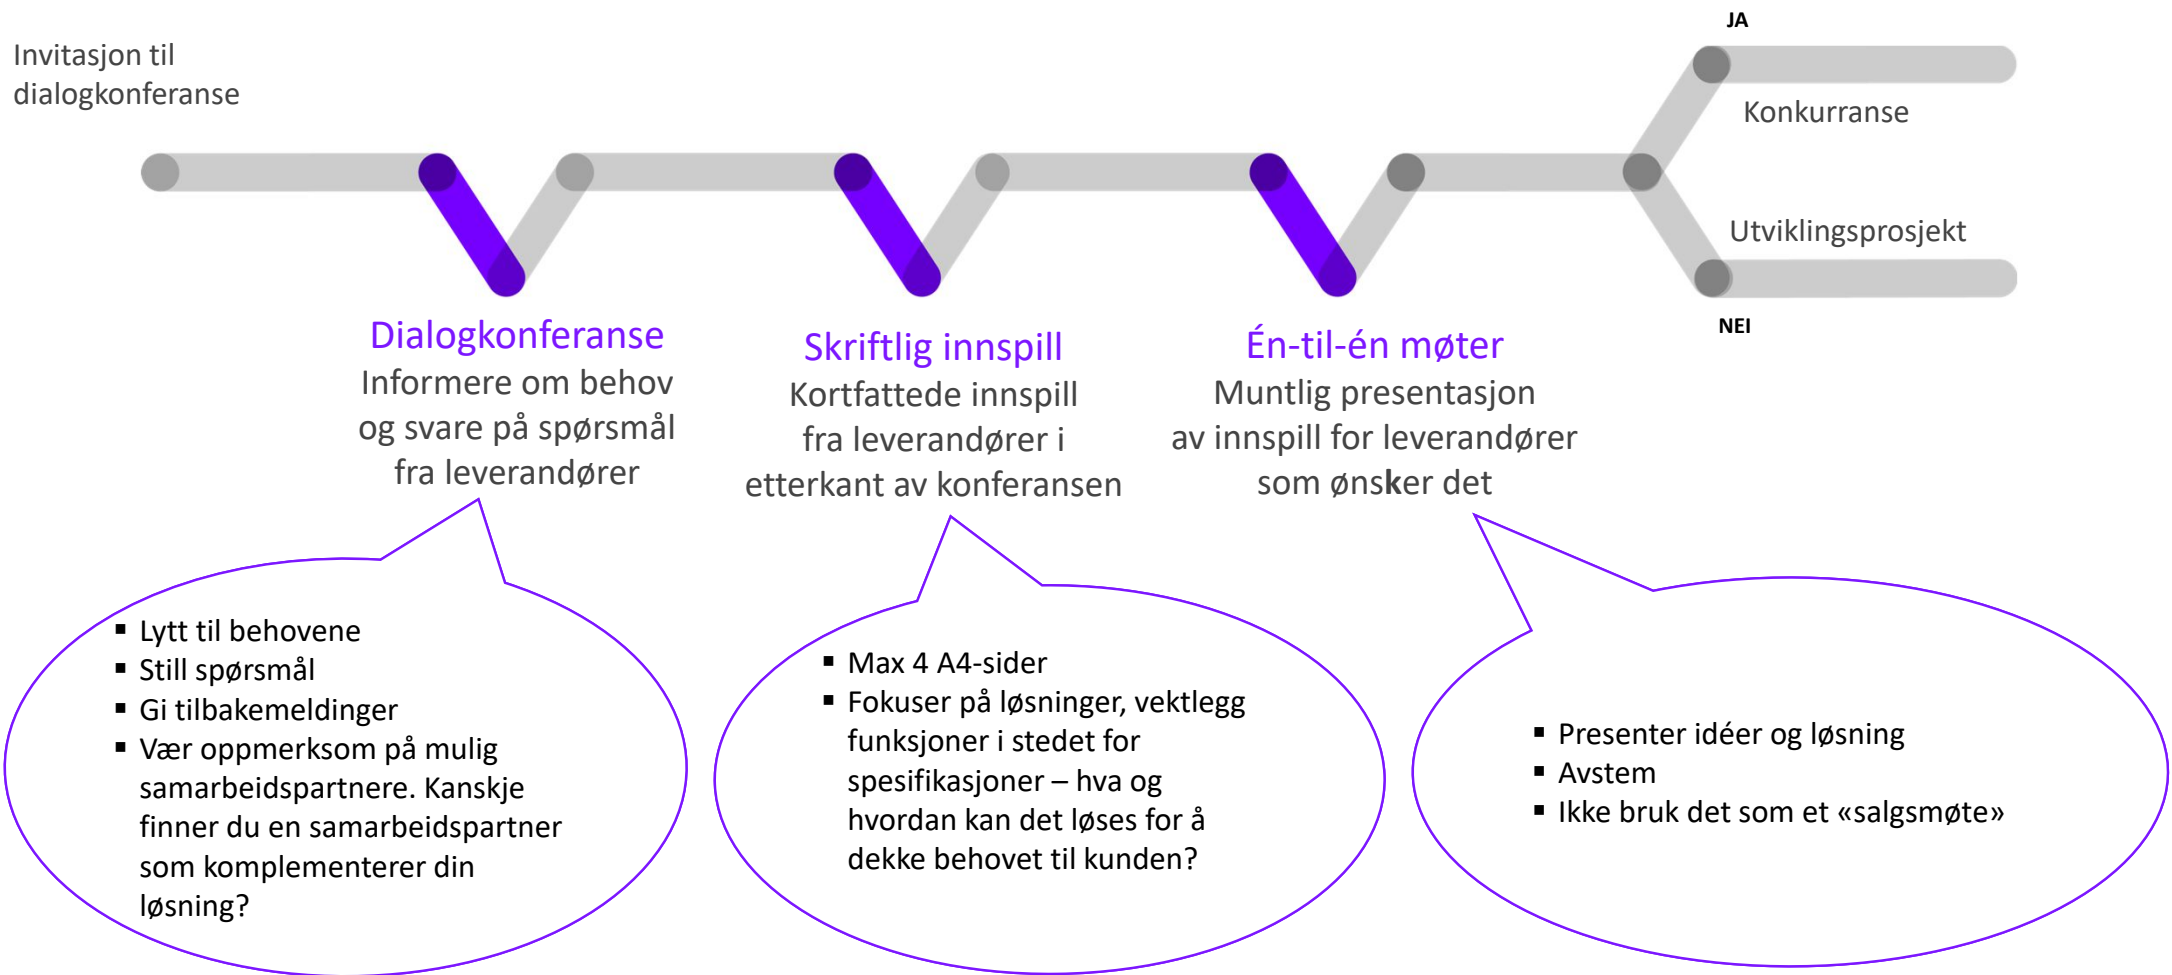 Invitasjon til
dialogkonferanse
JA
Konkurranse
Utviklingsprosjekt
NEI
Dialogkonferanse
Informere om behov
og svare på spørsmål
fra leverandører
Skriftlig innspill
Kortfattede innspill
fra leverandører i
etterkant av konferansen
Én-til-én møter
Muntlig presentasjon
av innspill for leverandører
som ønsker det
▪ Lytt til behovene
▪ Still spørsmål
▪ Gi tilbakemeldinger
▪ Vær oppmerksom på mulig
samarbeidspartnere. Kanskje
finner du en samarbeidspartner
som komplementerer din
løsning?
▪ Max 4 A4-sider
▪ Fokuser på løsninger, vektlegg
funksjoner i stedet for
spesifikasjoner – hva og
hvordan kan det løses for å
dekke behovet til kunden?
▪ Presenter idéer og løsning
▪ Avstem
▪ Ikke bruk det som et «salgsmøte»